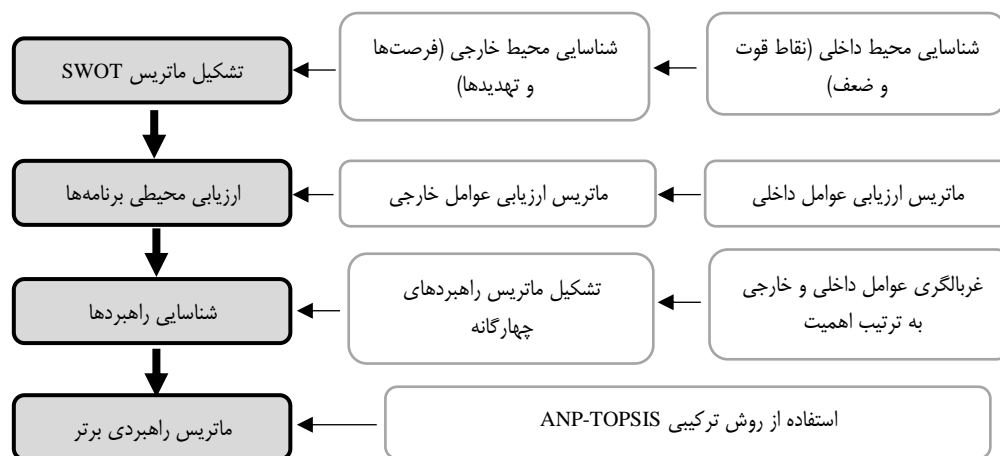 شناسایی محیط داخلی (نقاط قوت
و ضعف)
شناسایی محیط خارجی (فرصت‌ها
و تهدیدها)
تشکیل ماتریس SWOT
ماتریس ارزیابی عوامل داخلی
ماتریس ارزیابی عوامل خارجی
ارزیابی محیطی برنامه‌ها
غربالگری عوامل داخلی و خارجی
به ترتیب اهمیت
تشکیل ماتریس راهبردهای
چهارگانه
شناسایی راهبردها
استفاده از روش ترکیبی ANP-TOPSIS
ماتریس راهبردی برتر